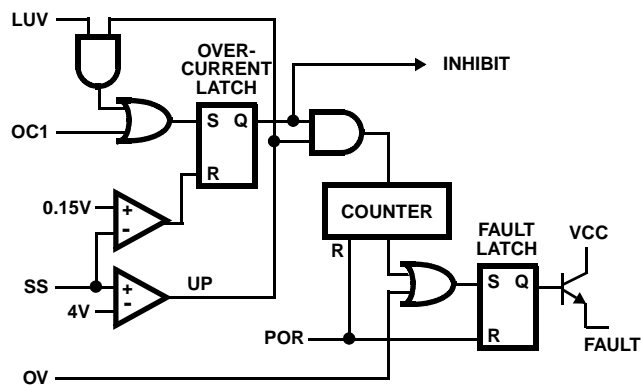 LUV
OVER-
CURRENT
LATCH
INHIBIT
S Q
OC1
R
0.15V
+
-
COUNTER
R
FAULT
LATCH
VCC
SS
+
-
UP
4V
S Q
POR
R
FAULT
OV